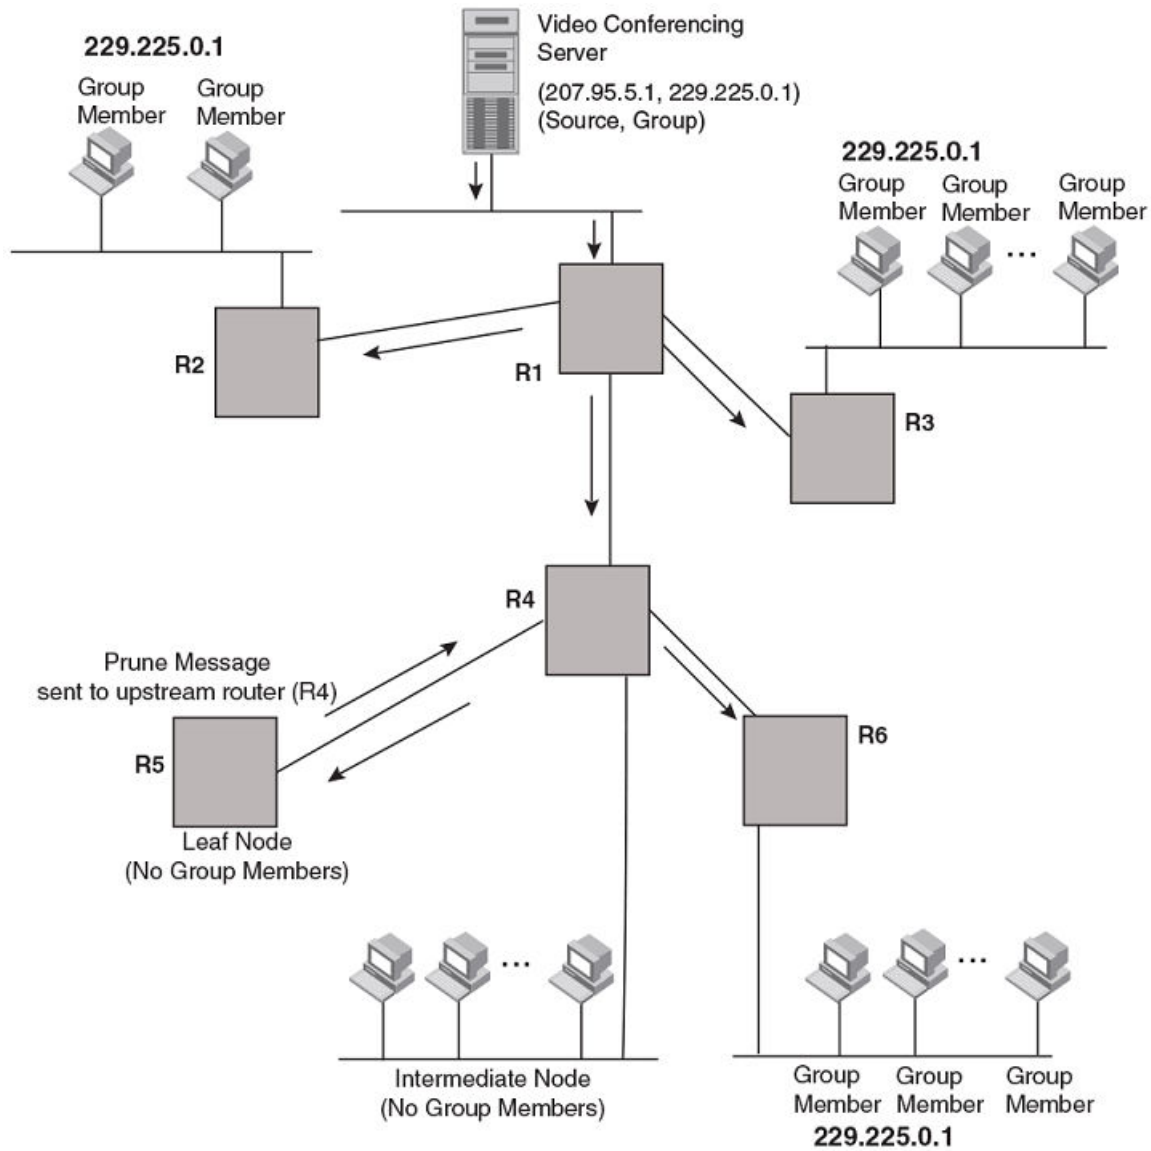 Video Conferencing
Server
(207.95.5.1, 229.225.0.1)
(Source, Group)
229.225.0.1
Group Group
Member Member
229.225.0.1
Group Group Group
Member Member ... Member
R2
R1
R3
R4
Prune Message
sent to upstream router (R4)
R5
R6
Leaf Node
(No Group Members)
...
...
Intermediate Node
(No Group Members)
Group Group Group
Member Member Member
229.225.0.1